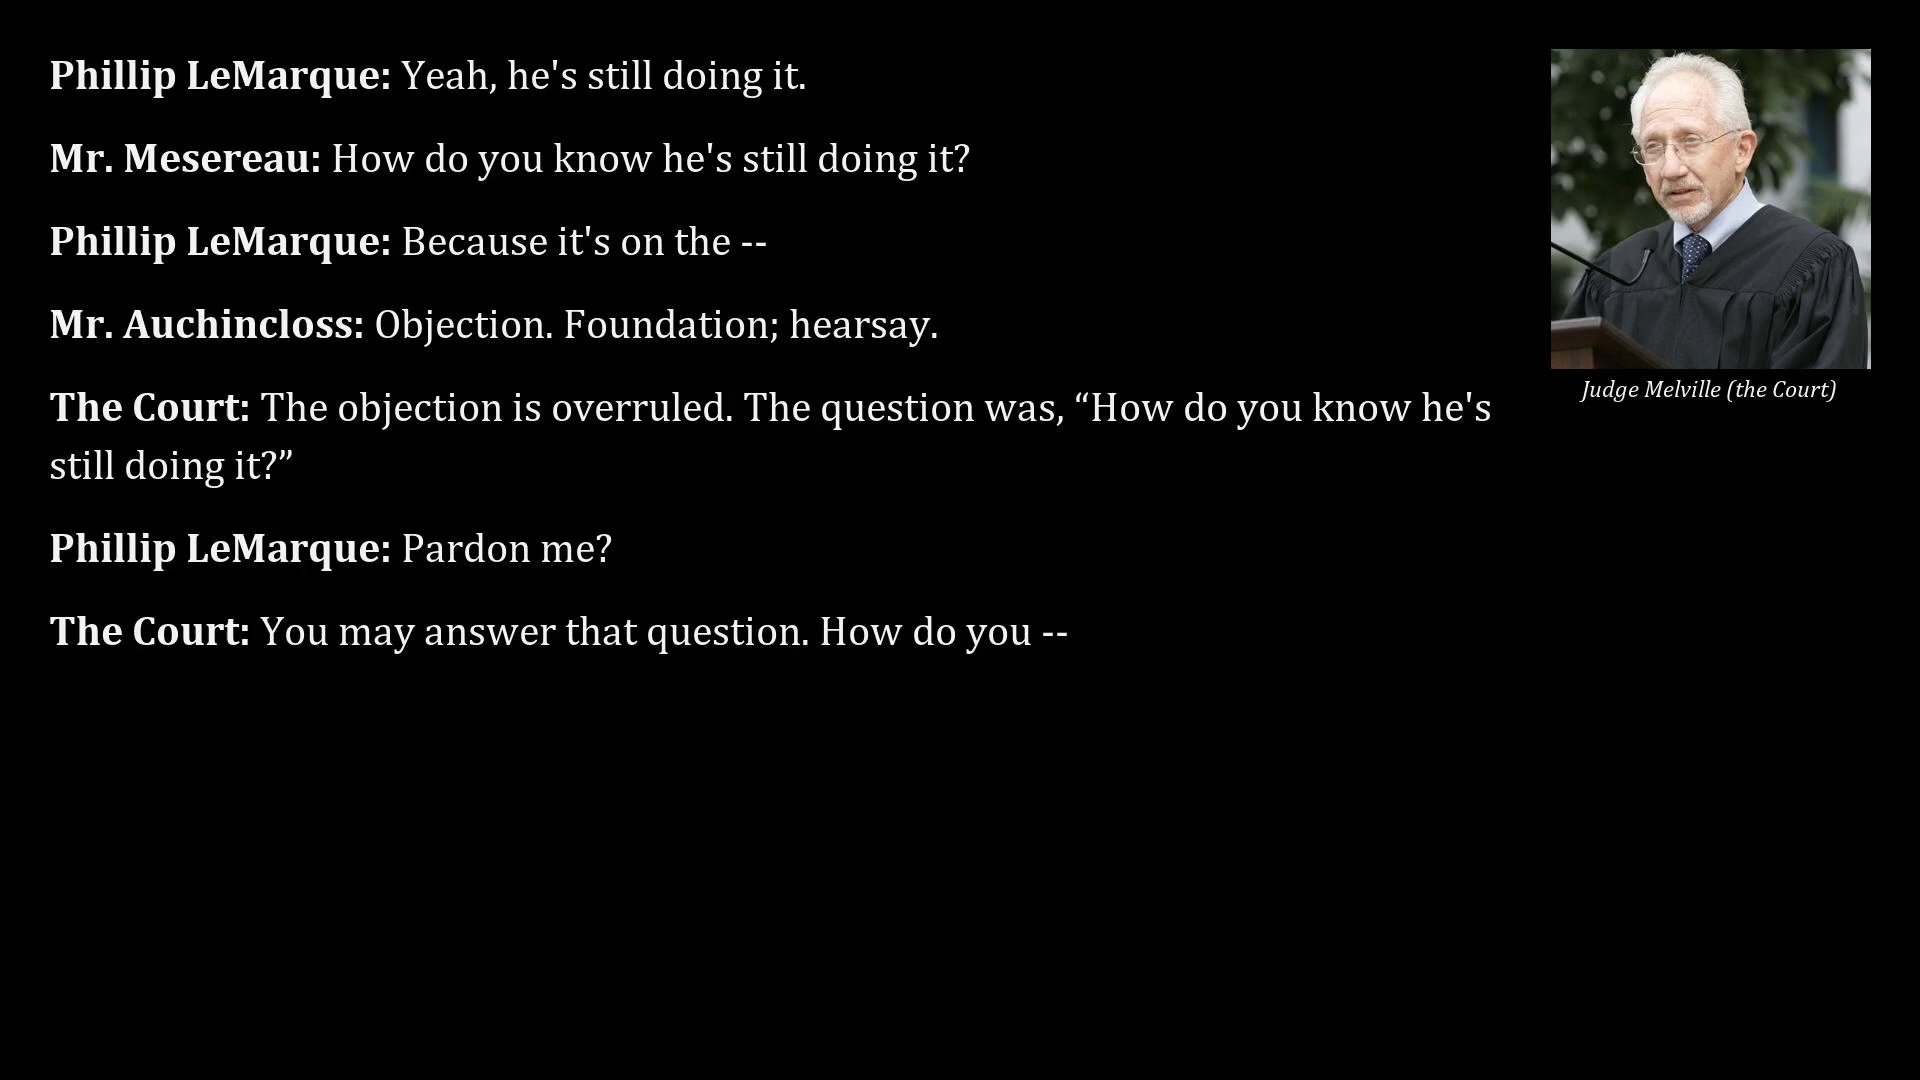 Phillip LeMarque: Yeah, he's still doing it.
Mr. Mesereau: How do you know he's still doing it?
Phillip LeMarque: Because it's on the --
Mr. Auchincloss: Objection. Foundation; hearsay.
The Court: The objection is overruled. The question was, “How do you know he's
still doing it?”
Phillip LeMarque: Pardon me?
The Court: You may answer that question. How do you --
Judge Melville (the Court)